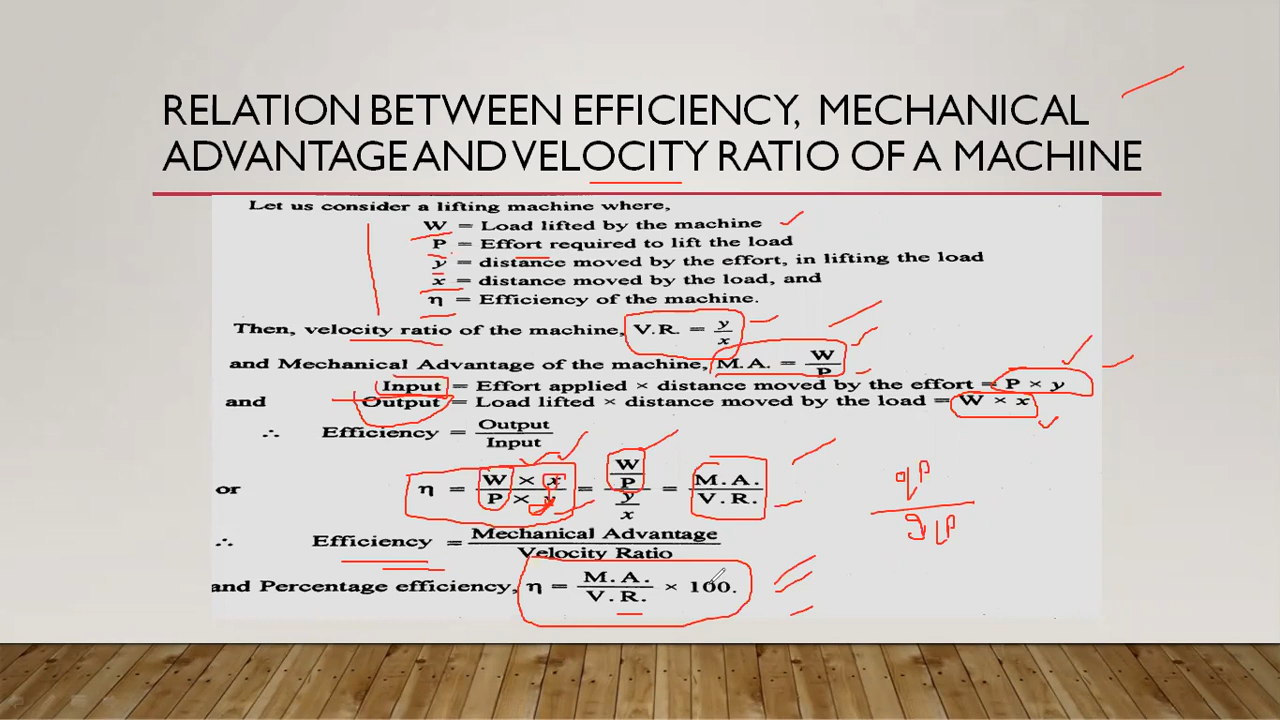 RELATION BETWEEN EFFICIENCY, MECHANICAL
ADVANTAGE AND VELOCITY RATIO OF A MACHINE
Let us consider a lifting machine where,
W = Load lifted by the machine
P = Effort required to lift the load
y = distance moved by the effort, in lifting the load
x = distance moved by the load, and
η = Efficiency of the machine.
Then, velocity ratio of the machine, V.R. = y/x
and Mechanical Advantage of the machine, M.A. = W/P
Input = Effort applied × distance moved by the effort = P × y
and Output = Load lifted × distance moved by the load = W × x
∴ Efficiency = Output/Input
or η = (W × x)/(P × y) = (W/P)/(y/x) = M.A./V.R.
∴ Efficiency = Mechanical Advantage/Velocity Ratio
and Percentage efficiency, η = M.A./V.R. × 100.